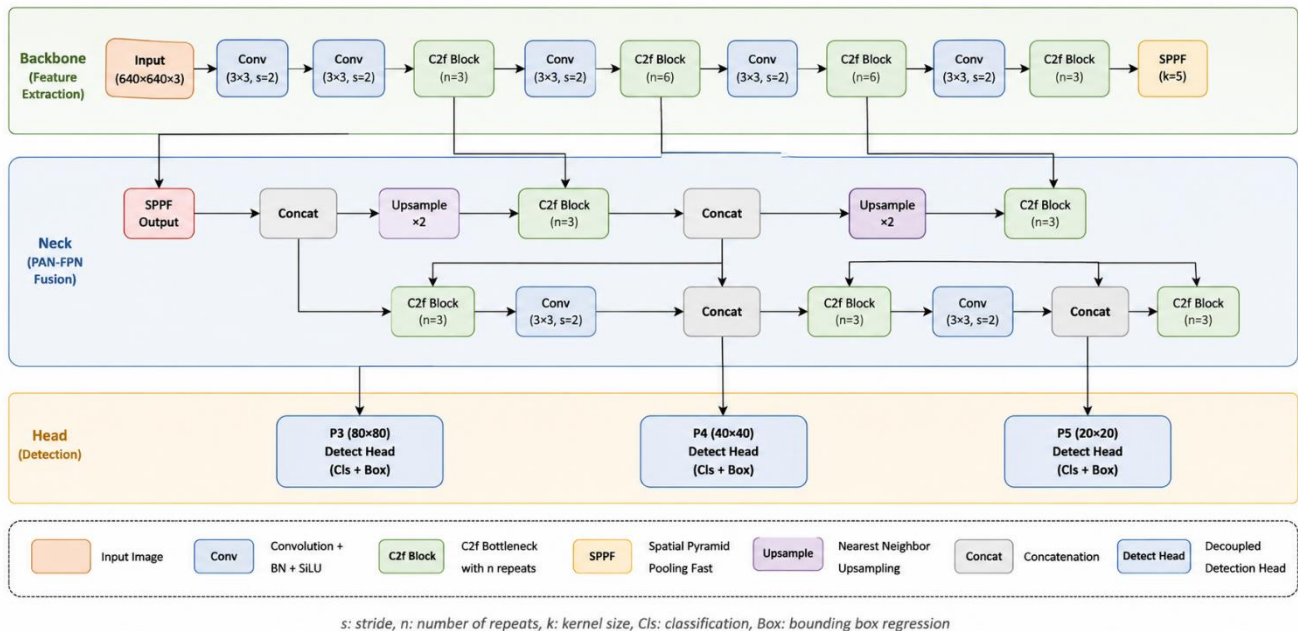 Backbone
(Feature
Extraction)
Input
(640×640×3)
Conv
(3×3, s=2)
Conv
(3×3, s=2)
C2f Block
(n=3)
Conv
(3×3, s=2)
C2f Block
(n=6)
Conv
(3×3, s=2)
C2f Block
(n=6)
Conv
(3×3, s=2)
C2f Block
(n=3)
SPPF
(k=5)
Neck
(PAN-FPN
Fusion)
SPPF
Output
Concat
Upsample
×2
C2f Block
(n=3)
Concat
Upsample
×2
C2f Block
(n=3)
C2f Block
(n=3)
Conv
(3×3, s=2)
Concat
C2f Block
(n=3)
Conv
(3×3, s=2)
Concat
C2f Block
(n=3)
Head
(Detection)
P3 (80×80)
Detect Head
(Cls + Box)
P4 (40×40)
Detect Head
(Cls + Box)
P5 (20×20)
Detect Head
(Cls + Box)
Input Image
Conv
Convolution +
BN + SiLU
C2f Block
C2f Bottleneck
with n repeats
SPPF
Spatial Pyramid
Pooling Fast
Upsample
Nearest Neighbor
Upsampling
Concat
Concatenation
Detect Head
Decoupled
Detection Head
s: stride, n: number of repeats, k: kernel size, Cls: classification, Box: bounding box regression